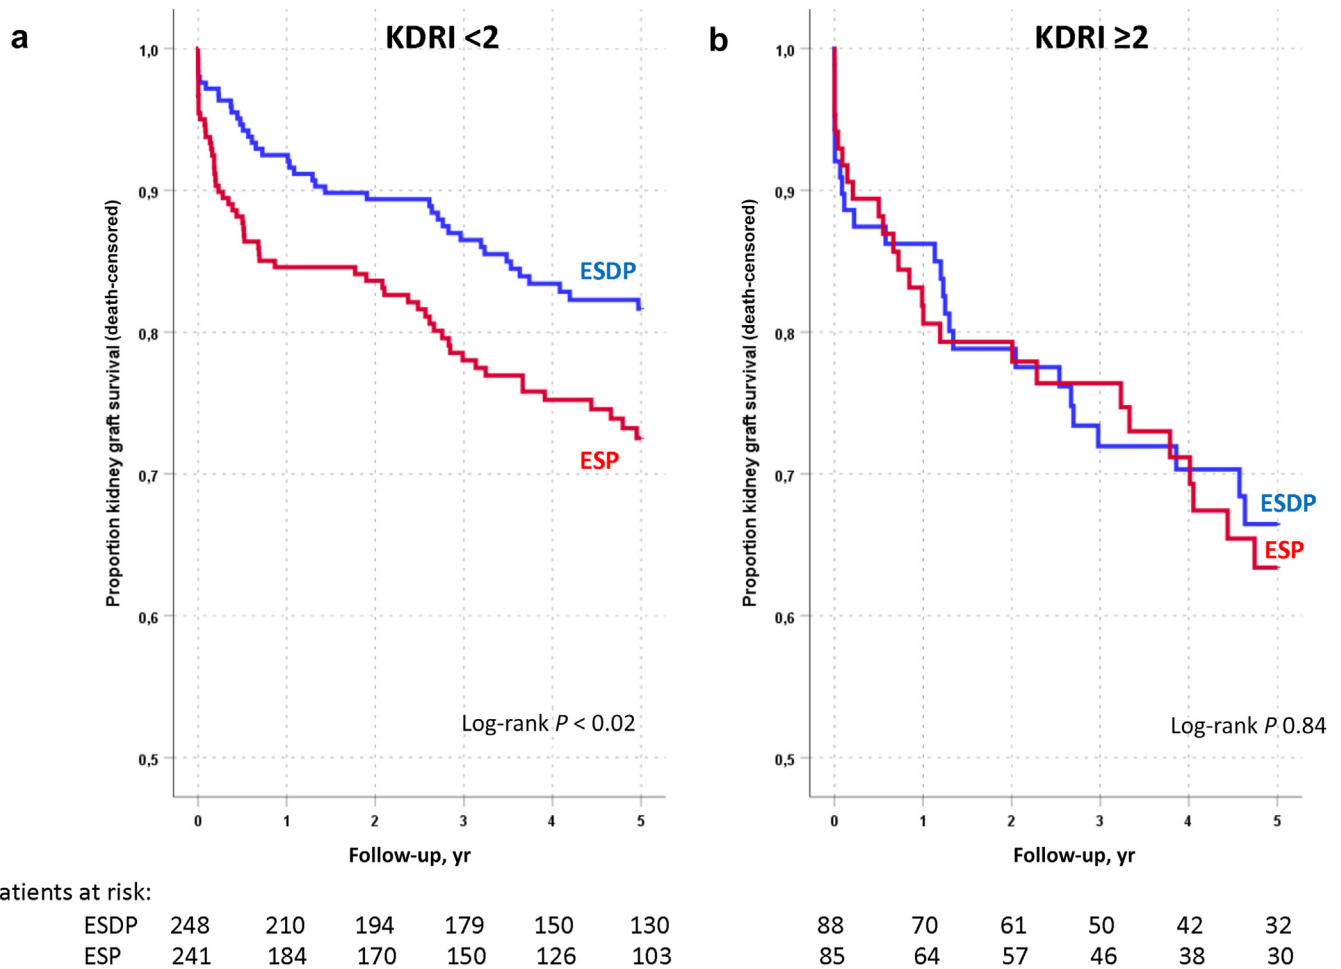 a
KDRI <2
Proportion kidney graft survival (death-censored)
1,0
0,9
0,8
0,7
0,6
0,5
ESDP
ESP
Log-rank P < 0.02
0 1 2 3 4 5
Follow-up, yr
b
KDRI ≥2
Proportion kidney graft survival (death-censored)
1,0
0,9
0,8
0,7
0,6
0,5
ESDP
ESP
Log-rank P 0.84
0 1 2 3 4 5
Follow-up, yr
atients at risk:
ESDP 248 210 194 179 150 130 88 70 61 50 42 32
ESP 241 184 170 150 126 103 85 64 57 46 38 30